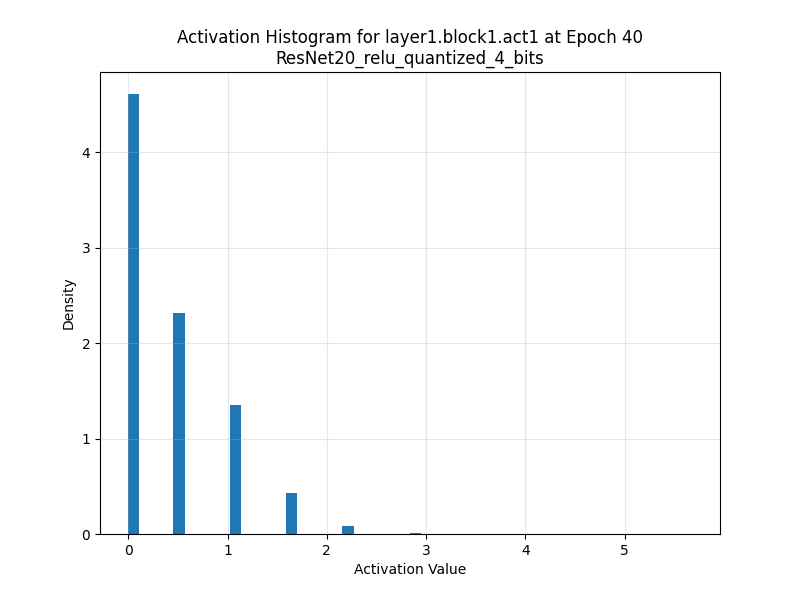 Activation Histogram for layer1.block1.act1 at Epoch 40
ResNet20_relu_quantized_4_bits
Density
4
3
2
1
0
0 1 2 3 4 5
Activation Value